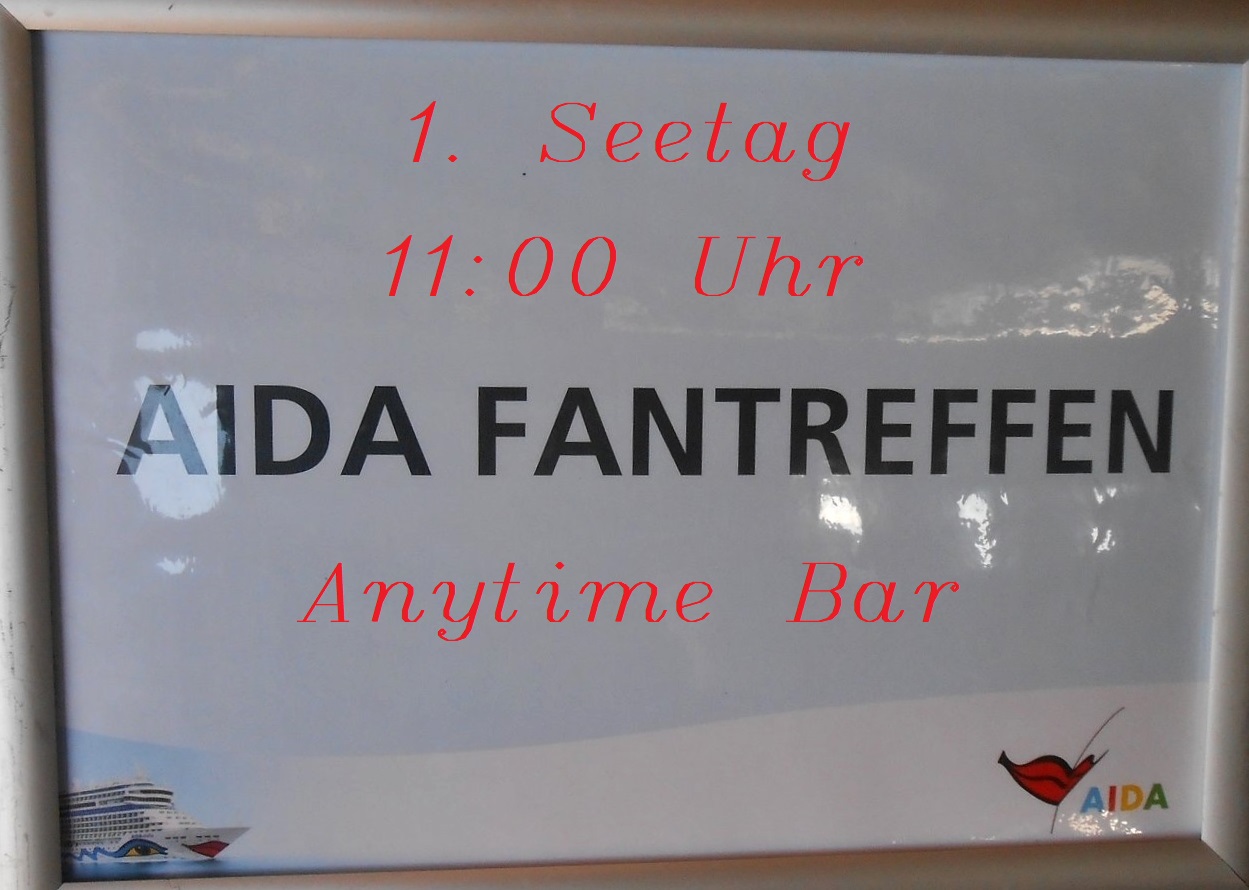 1. Seetag
11:00 Uhr
AIDA FANTREFFEN
Anytime Bar
AIDA